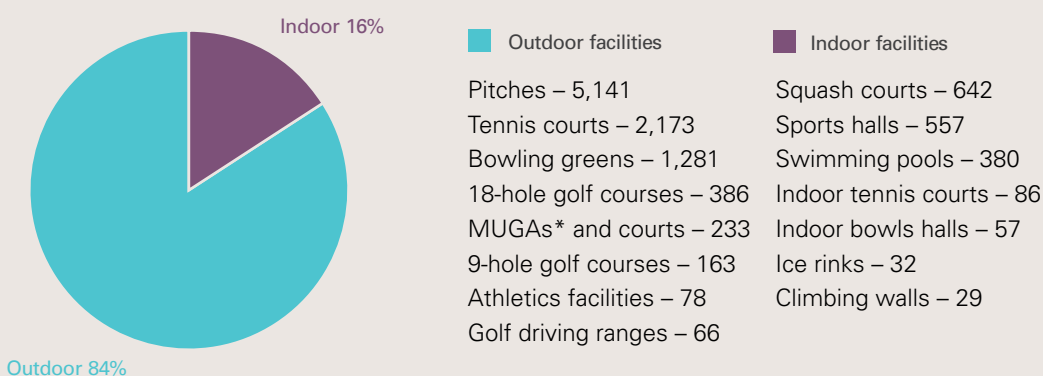 Indoor 16%
Outdoor 84%
Outdoor facilities
Pitches – 5,141
Tennis courts – 2,173
Bowling greens – 1,281
18-hole golf courses – 386
MUGAs* and courts – 233
9-hole golf courses – 163
Athletics facilities – 78
Golf driving ranges – 66
Indoor facilities
Squash courts – 642
Sports halls – 557
Swimming pools – 380
Indoor tennis courts – 86
Indoor bowls halls – 57
Ice rinks – 32
Climbing walls – 29